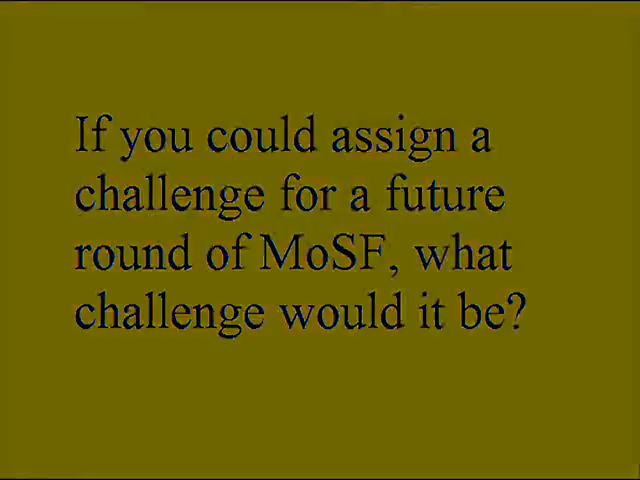 If you could assign a
challenge for a future
round of MoSF, what
challenge would it be?